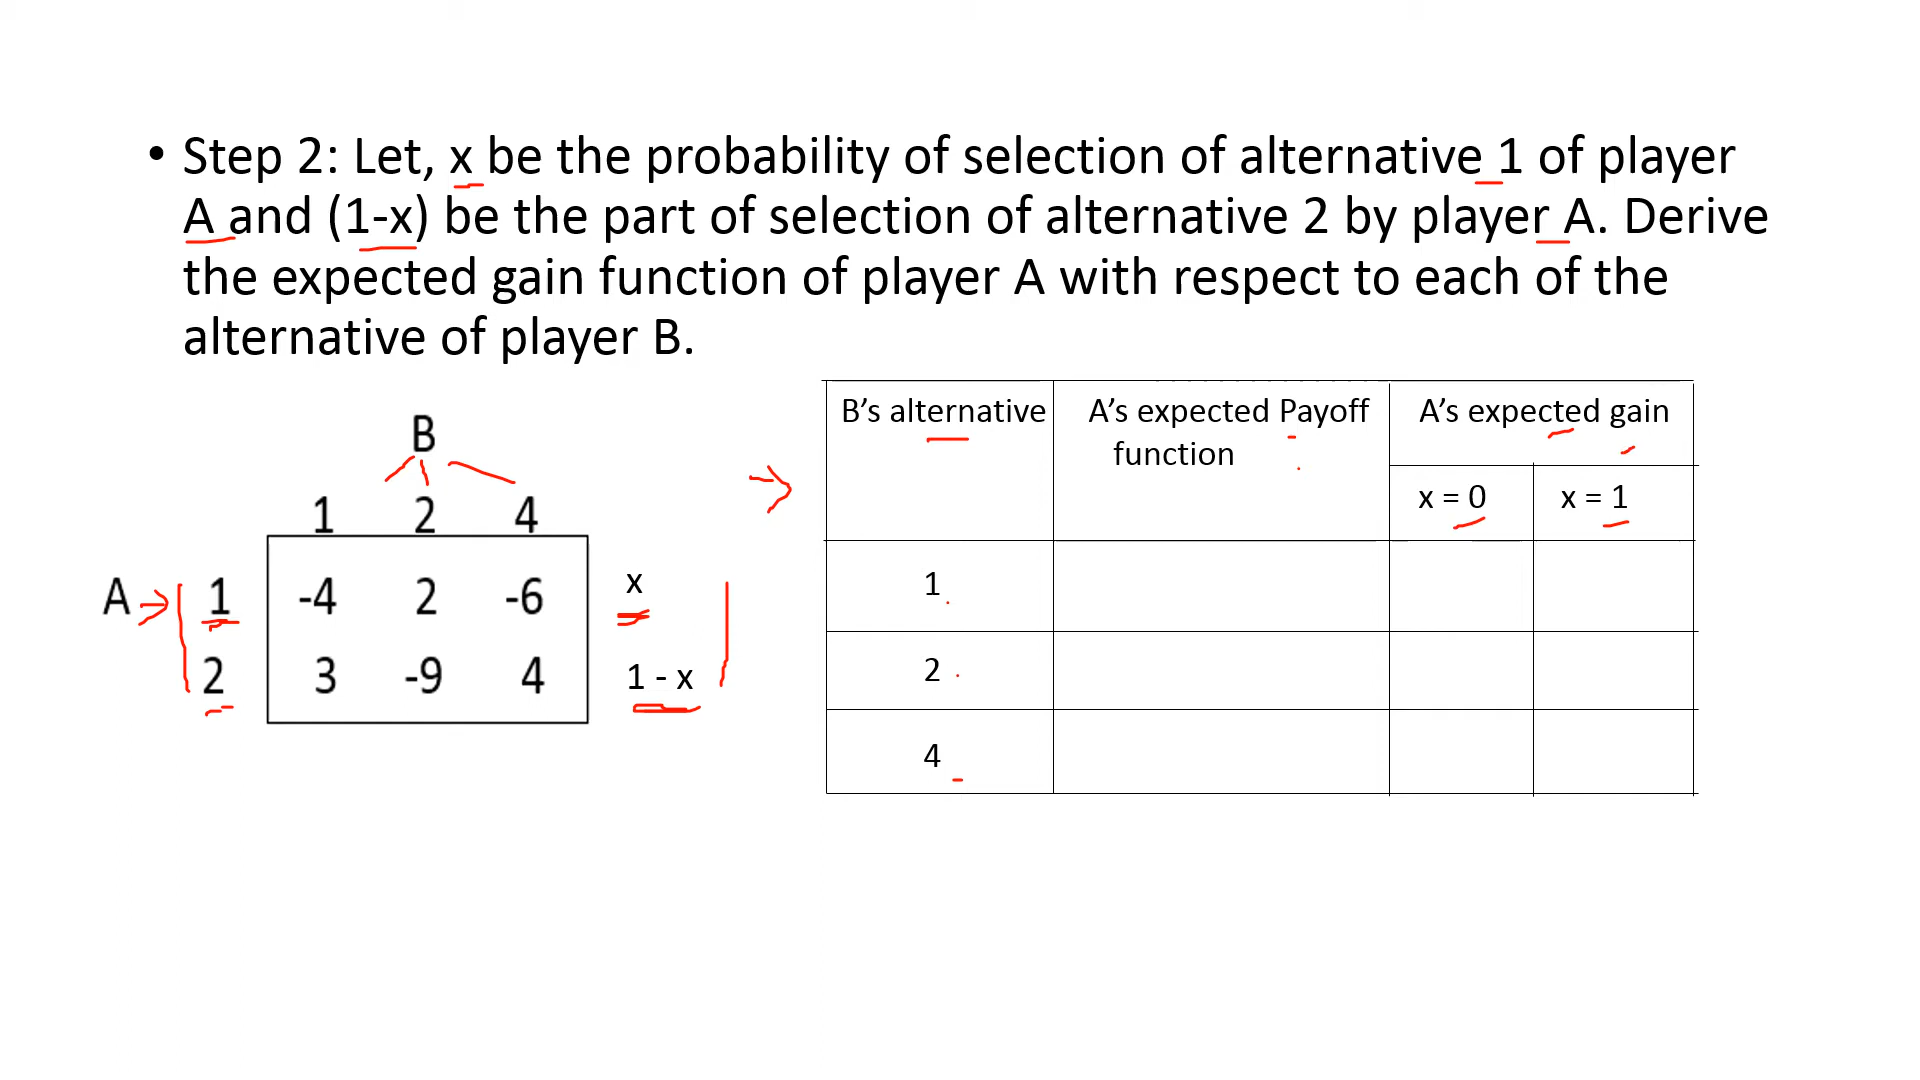 • Step 2: Let, x be the probability of selection of alternative 1 of player
A and (1-x) be the part of selection of alternative 2 by player A. Derive
the expected gain function of player A with respect to each of the
alternative of player B.
B
1 2 4
A 1 -4 2 -6 x
2 3 -9 4 1 - x
B's alternative A's expected Payoff A's expected gain
function
x = 0 x = 1
1
2
4